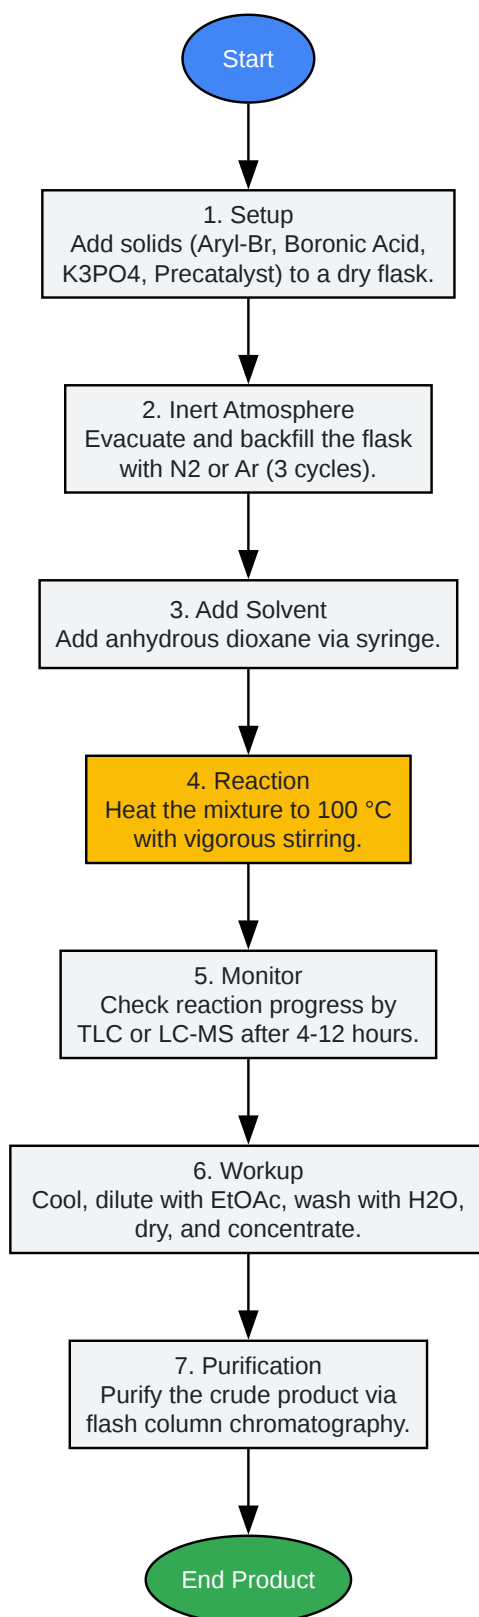 Start
1. Setup
Add solids (Aryl-Br, Boronic Acid,
K3PO4, Precatalyst) to a dry flask.
2. Inert Atmosphere
Evacuate and backfill the flask
with N2 or Ar (3 cycles).
3. Add Solvent
Add anhydrous dioxane via syringe.
4. Reaction
Heat the mixture to 100 °C
with vigorous stirring.
5. Monitor
Check reaction progress by
TLC or LC-MS after 4-12 hours.
6. Workup
Cool, dilute with EtOAc, wash with H2O,
dry, and concentrate.
7. Purification
Purify the crude product via
flash column chromatography.
End Product